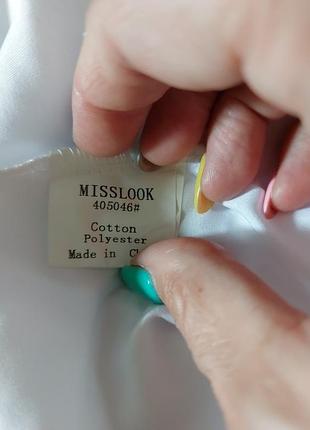 MISSLOOK
405046#
Cotton
Polyester
Made in